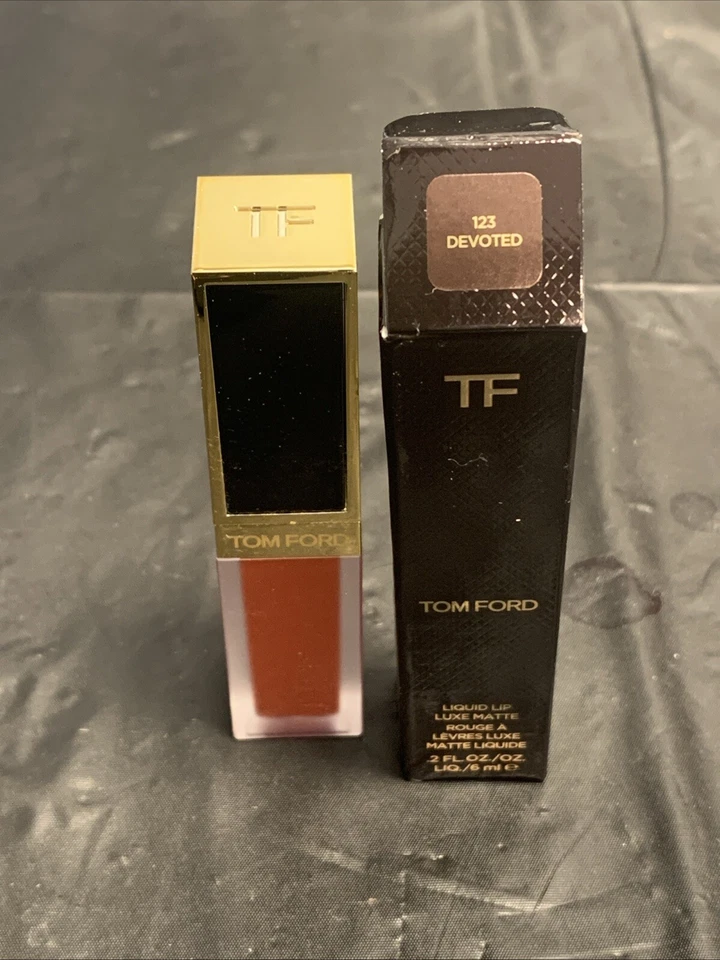 TF
TOM FORD
123
DEVOTED
TF
TOM FORD
LIQUID LIP
LUXE MATTE
ROUGE A
LÈVRES LUXE
MATTE LIQUIDE
.2 FL.OZ./OZ.
LIQ./6 ml ℮